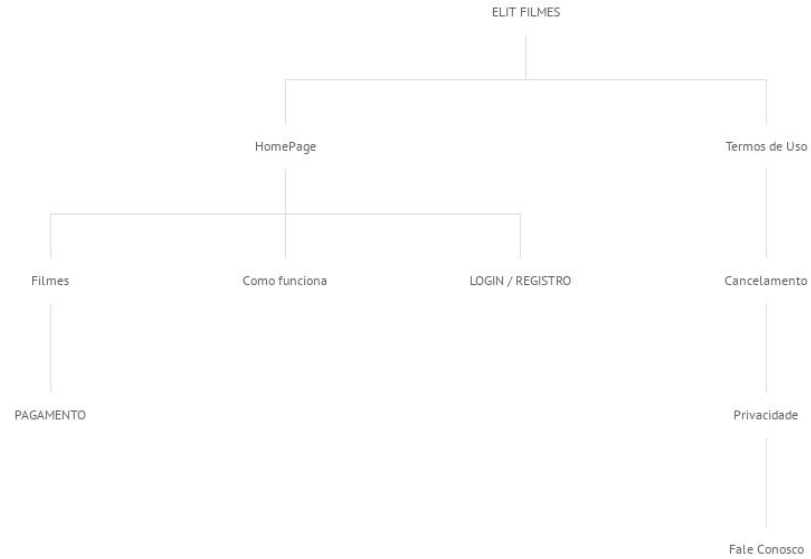 ELIT FILMES
HomePage
Termos de Uso
Filmes
Como funciona
LOGIN / REGISTRO
Cancelamento
PAGAMENTO
Privacidade
Fale Conosco